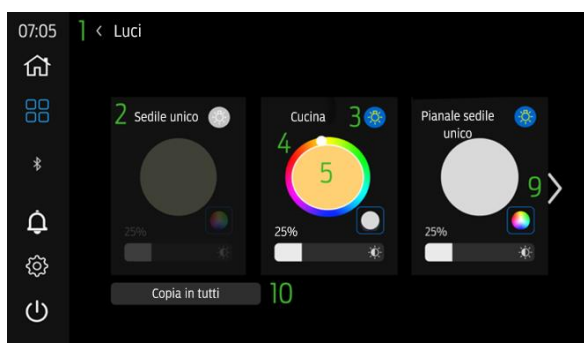 07:05
1 < Luci
2 Sedile unico
Cucina 3
Pianale sedile
unico
4
5
9
25%
25%
25%
Copia in tutti 10